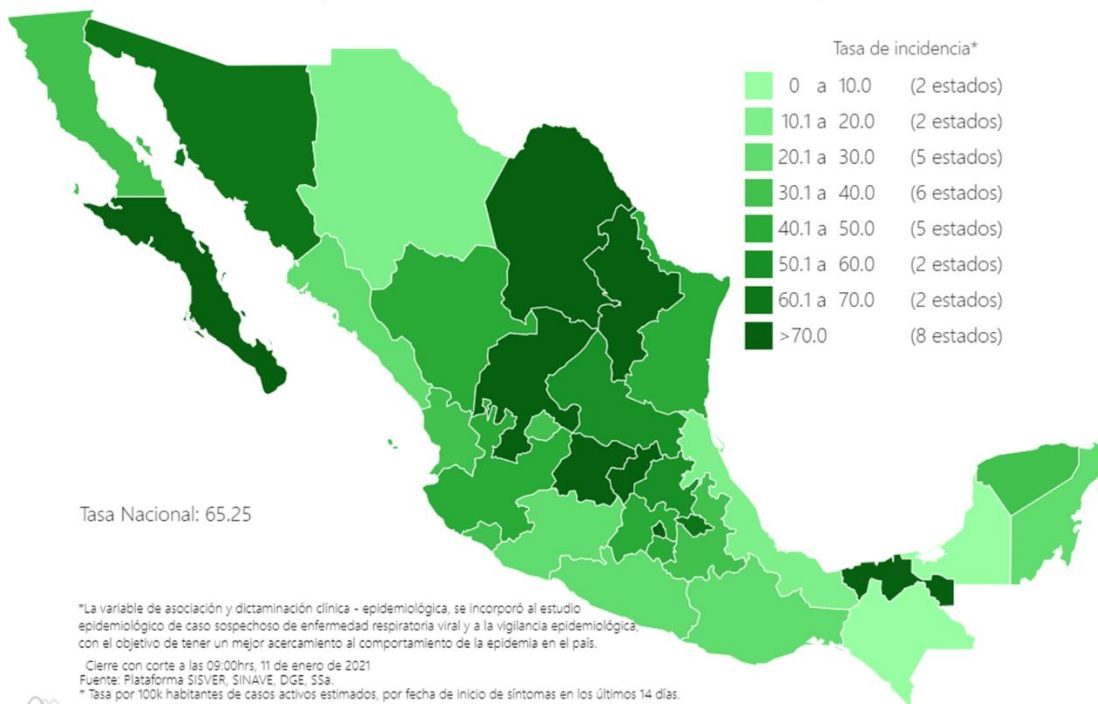 Tasa de incidencia*
0 a 10.0 (2 estados)
10.1 a 20.0 (2 estados)
20.1 a 30.0 (5 estados)
30.1 a 40.0 (6 estados)
40.1 a 50.0 (5 estados)
50.1 a 60.0 (2 estados)
60.1 a 70.0 (2 estados)
>70.0 (8 estados)
Tasa Nacional: 65.25
*La variable de asociación y dictaminación clínica - epidemiológica, se incorporó al estudio
epidemiológico de caso sospechoso de enfermedad respiratoria viral y a la vigilancia epidemiológica,
con el objetivo de tener un mejor acercamiento al comportamiento de la epidemia en el país.
Cierre con corte a las 09:00hrs, 11 de enero de 2021
Fuente: Plataforma SISVER, SINAVE, DGE, SSa.
* Tasa por 100k habitantes de casos activos estimados, por fecha de inicio de síntomas en los últimos 14 días.